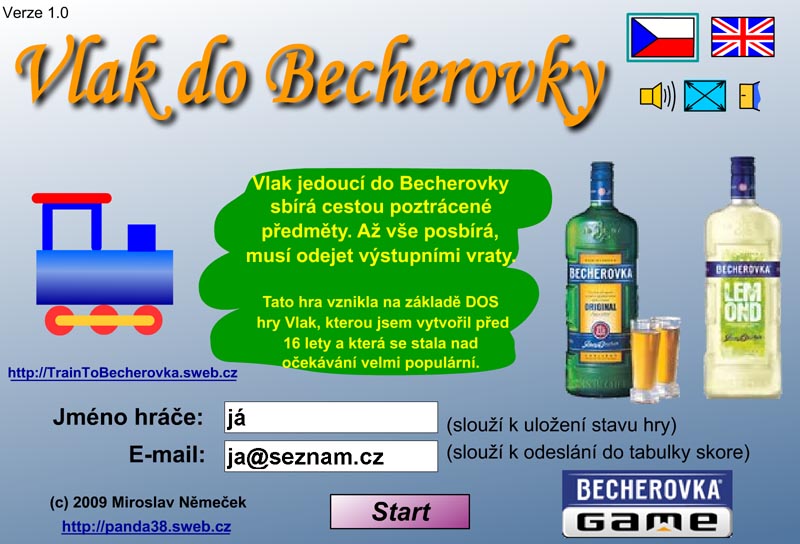 Verze 1.0
Vlak do Becherovky
Vlak jedoucí do Becherovky
sbírá cestou poztrácené
předměty. Až vše posbírá,
musí odejet výstupními vraty.
Tato hra vznikla na základě DOS
hry Vlak, kterou jsem vytvořil před
16 lety a která se stala nad
očekávání velmi populární.
BECHEROVKA
ORIGINAL
BECHEROVKA
LEM
OND
http://TrainToBecherovka.sweb.cz
Jméno hráče: já (slouží k uložení stavu hry)
E-mail: ja@seznam.cz (slouží k odeslání do tabulky skore)
(c) 2009 Miroslav Němeček
http://panda38.sweb.cz
Start
BECHEROVKA
GAME